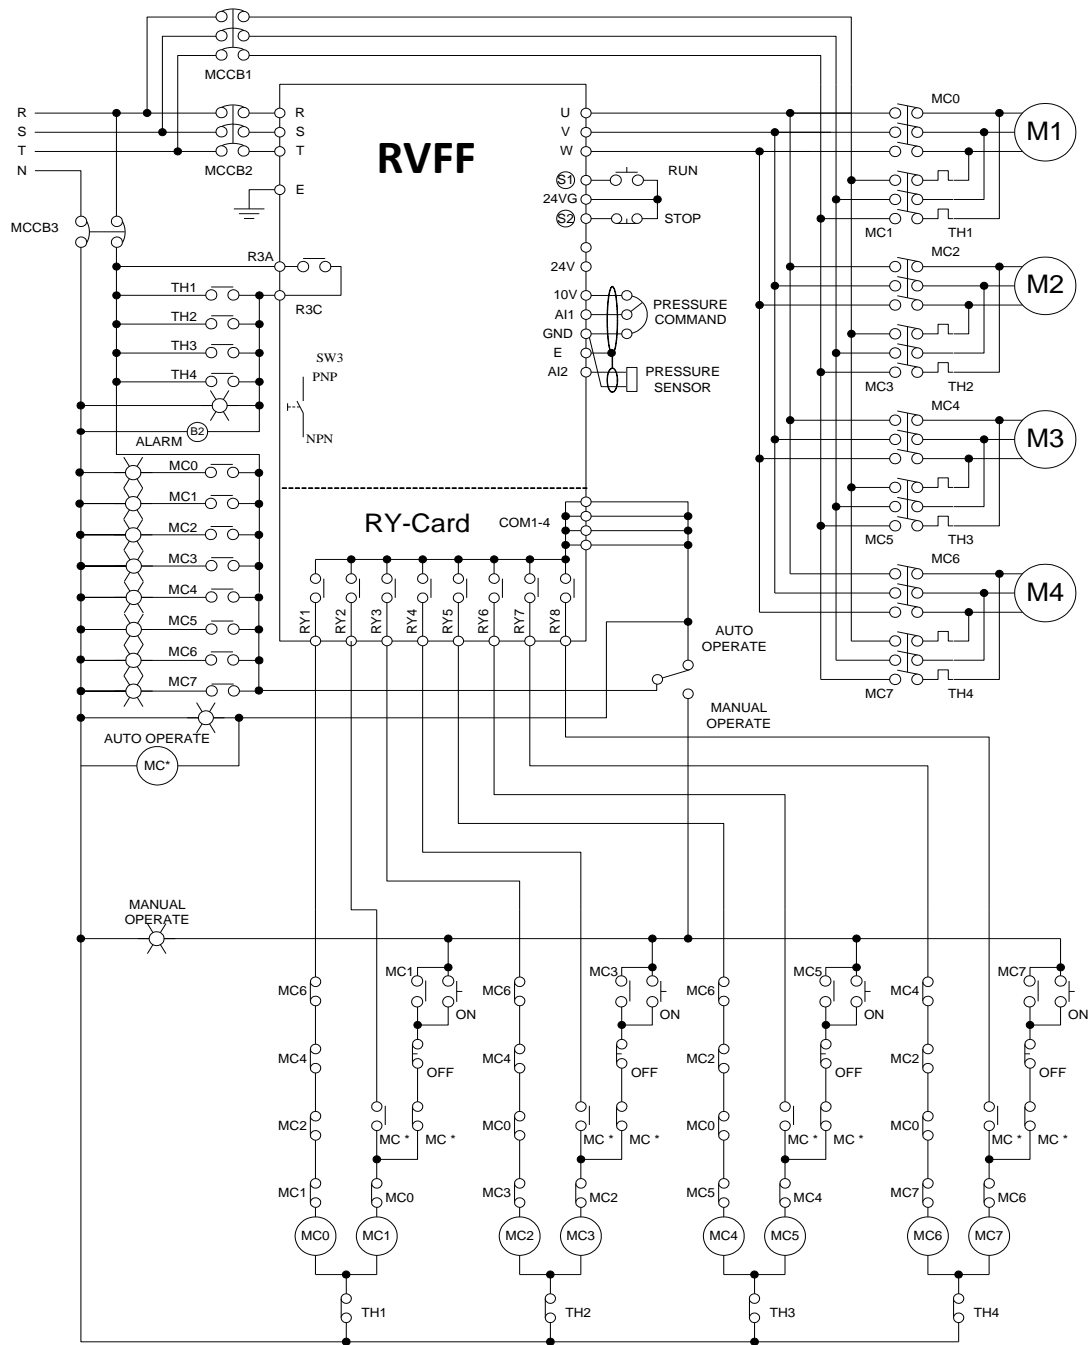 MCCB1
R
S
T
N
MCCB2
R
S
T
E
RVFF
U
V
W
S1
24VG
S2
RUN
STOP
24V
10V
AI1
GND
E
AI2
PRESSURE
COMMAND
PRESSURE
SENSOR
MCCB3
R3A
R3C
TH1
TH2
TH3
TH4
ALARM
B2
SW3
PNP
NPN
MC0
MC1
MC2
MC3
MC4
MC5
MC6
MC7
AUTO OPERATE
MC*
RY-Card
COM1-4
RY1
RY2
RY3
RY4
RY5
RY6
RY7
RY8
AUTO
OPERATE
MANUAL
OPERATE
MC0
M1
MC1
TH1
MC2
M2
MC3
TH2
MC4
M3
MC5
TH3
MC6
M4
MC7
TH4
MANUAL
OPERATE
MC6
MC4
MC2
MC1
MC0
MC1
ON
OFF
MC *
MC *
MC0
MC1
TH1
MC6
MC4
MC0
MC3
MC2
MC3
ON
OFF
MC *
MC *
MC2
MC3
TH2
MC6
MC2
MC0
MC5
MC4
MC5
ON
OFF
MC *
MC *
MC4
MC5
TH3
MC4
MC2
MC0
MC7
MC6
MC7
ON
OFF
MC *
MC *
MC6
MC7
TH4